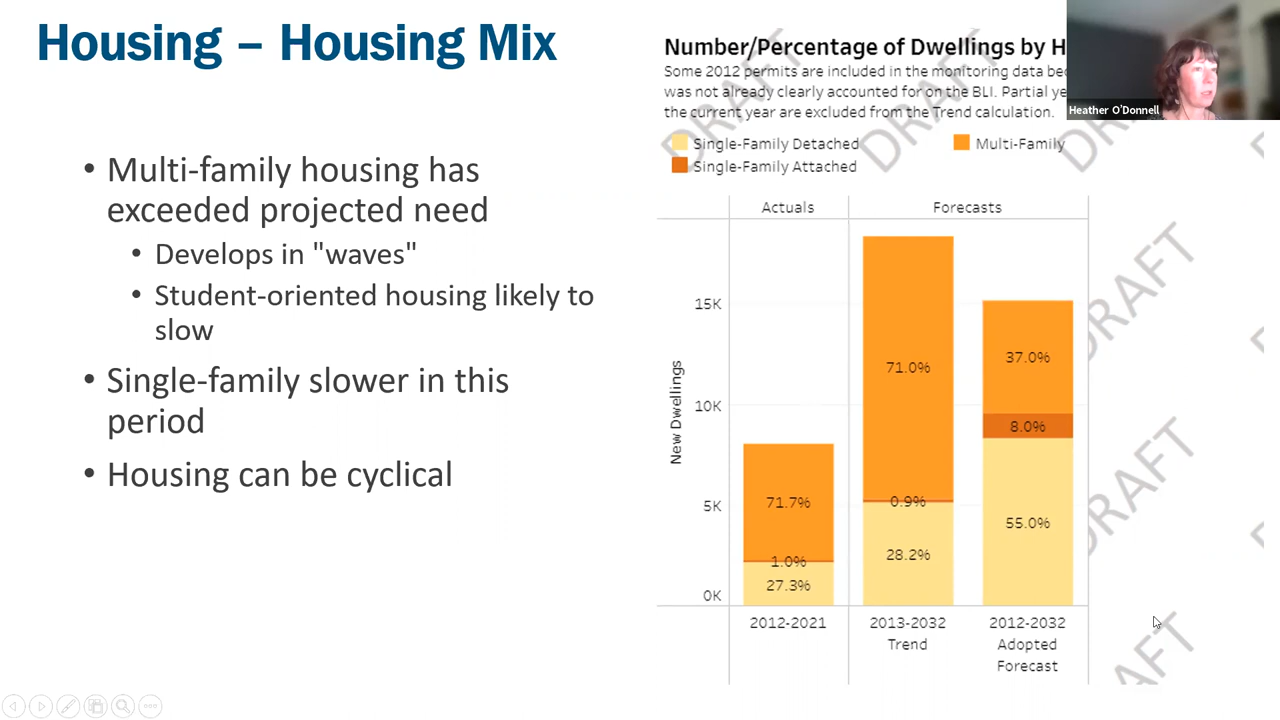 Housing – Housing Mix
• Multi-family housing has
exceeded projected need
• Develops in "waves"
• Student-oriented housing likely to
slow
• Single-family slower in this
period
• Housing can be cyclical
Number/Percentage of Dwellings by H
Some 2012 permits are included in the monitoring data bec
was not already clearly accounted for on the BLI. Partial ye
the current year are excluded from the Trend calculation.
Heather O'Donnell
Single-Family Detached
Multi-Family
Single-Family Attached
Actuals
Forecasts
New Dwellings
15K
10K
5K
0K
71.7%
1.0%
27.3%
71.0%
0.9%
28.2%
37.0%
8.0%
55.0%
2012-2021
2013-2032
Trend
2012-2032
Adopted
Forecast
DRAFT
DRAFT
DRAFT
DRAFT
DRAFT